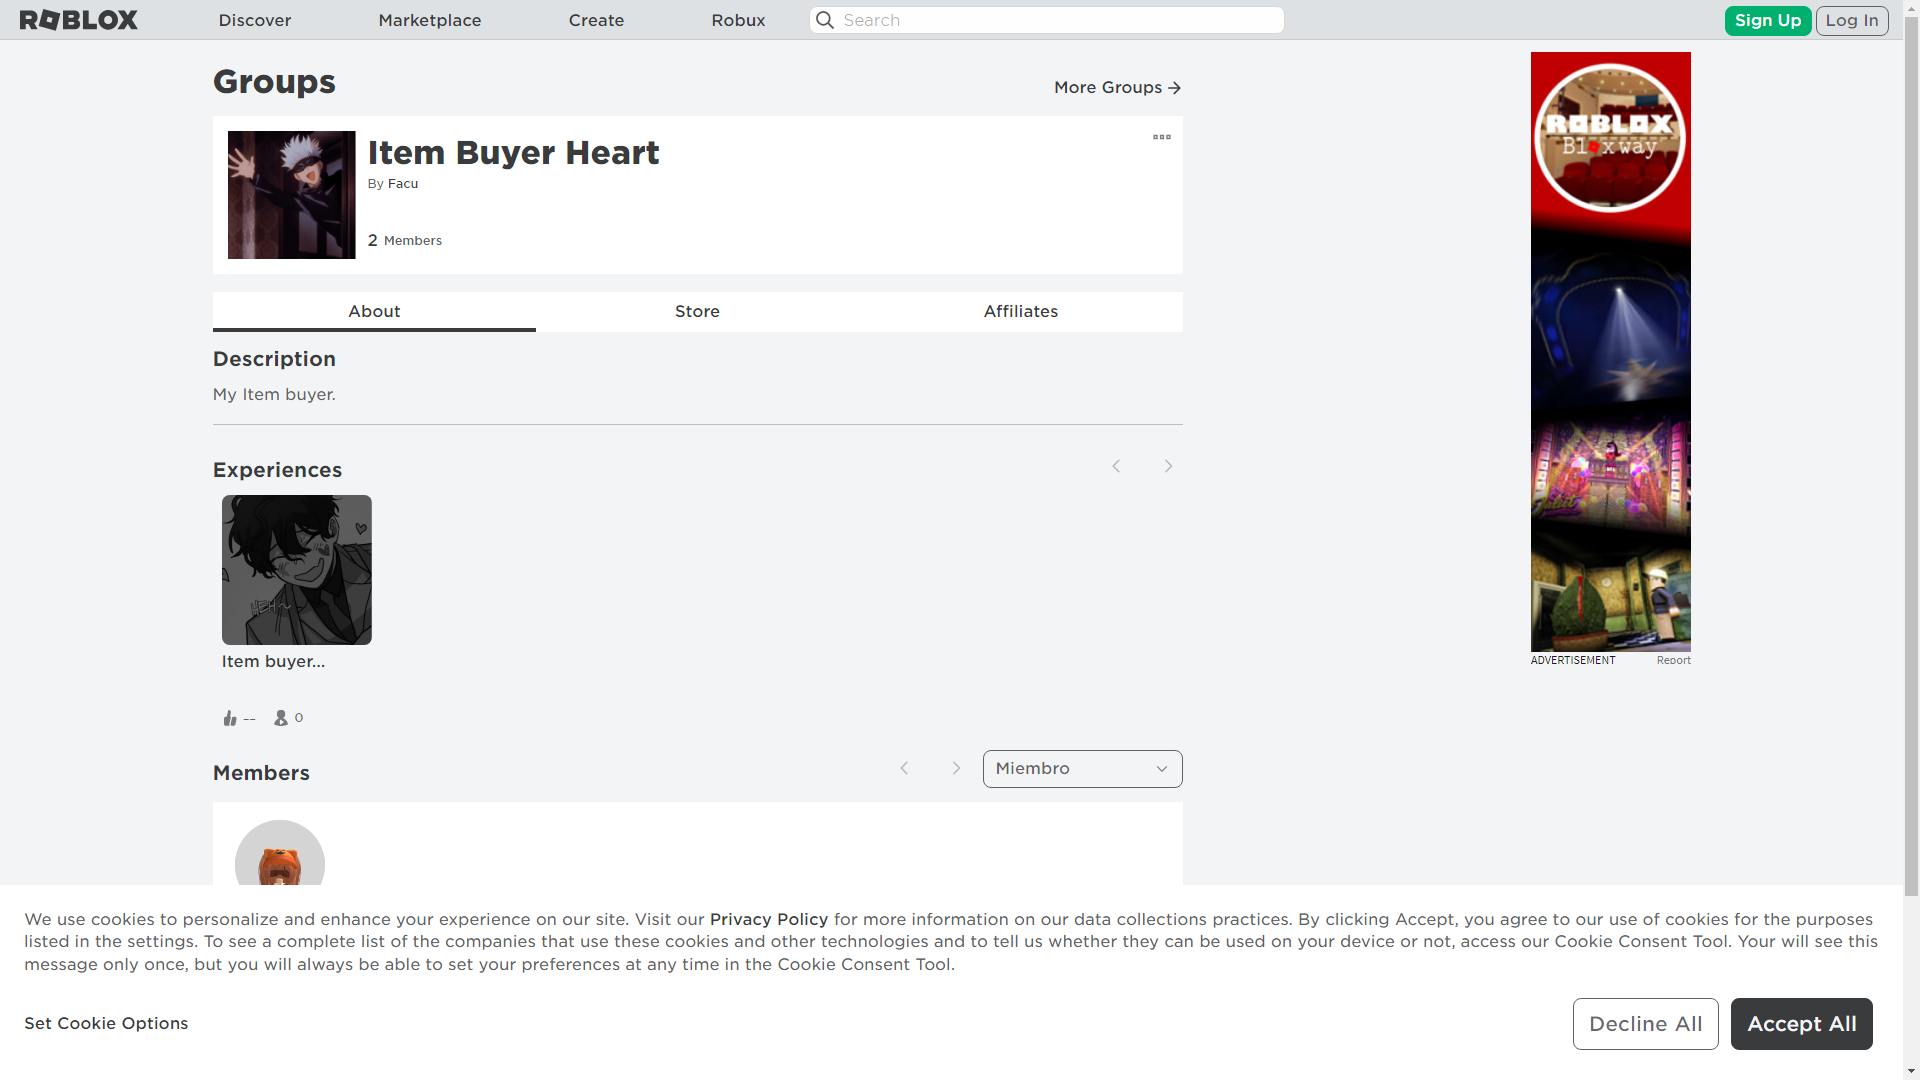 ROBLOX
Discover
Marketplace
Create
Robux
Search
Sign Up
Log In
Groups
More Groups
Item Buyer Heart
By Facu
2 Members
About
Store
Affiliates
Description
My Item buyer.
Experiences
HEH~
Item buyer...
--
0
Members
Miembro
ROBLOX
Bloxway
ADVERTISEMENT
Report
We use cookies to personalize and enhance your experience on our site. Visit our Privacy Policy for more information on our data collections practices. By clicking Accept, you agree to our use of cookies for the purposes
listed in the settings. To see a complete list of the companies that use these cookies and other technologies and to tell us whether they can be used on your device or not, access our Cookie Consent Tool. Your will see this
message only once, but you will always be able to set your preferences at any time in the Cookie Consent Tool.
Set Cookie Options
Decline All
Accept All